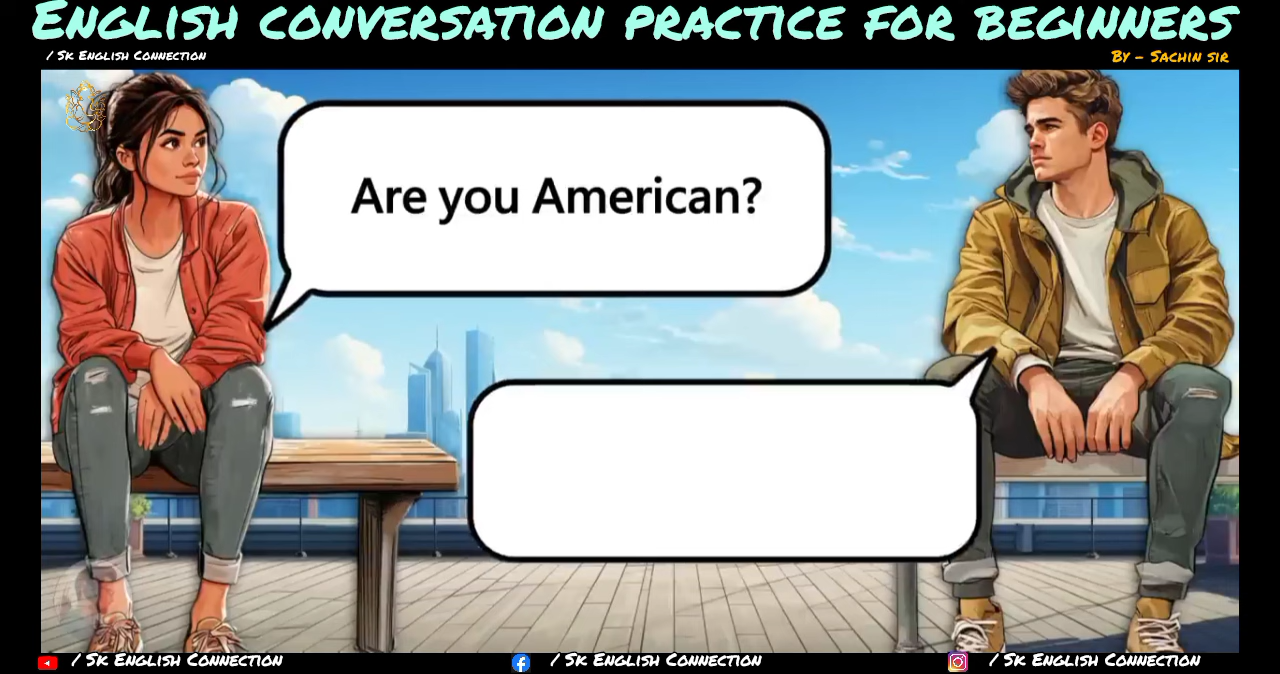 English conversation practice for beginners
/ Sk English Connection
By - Sachin sir
Are you American?
/ Sk English Connection
/ Sk English Connection
/ Sk English Connection